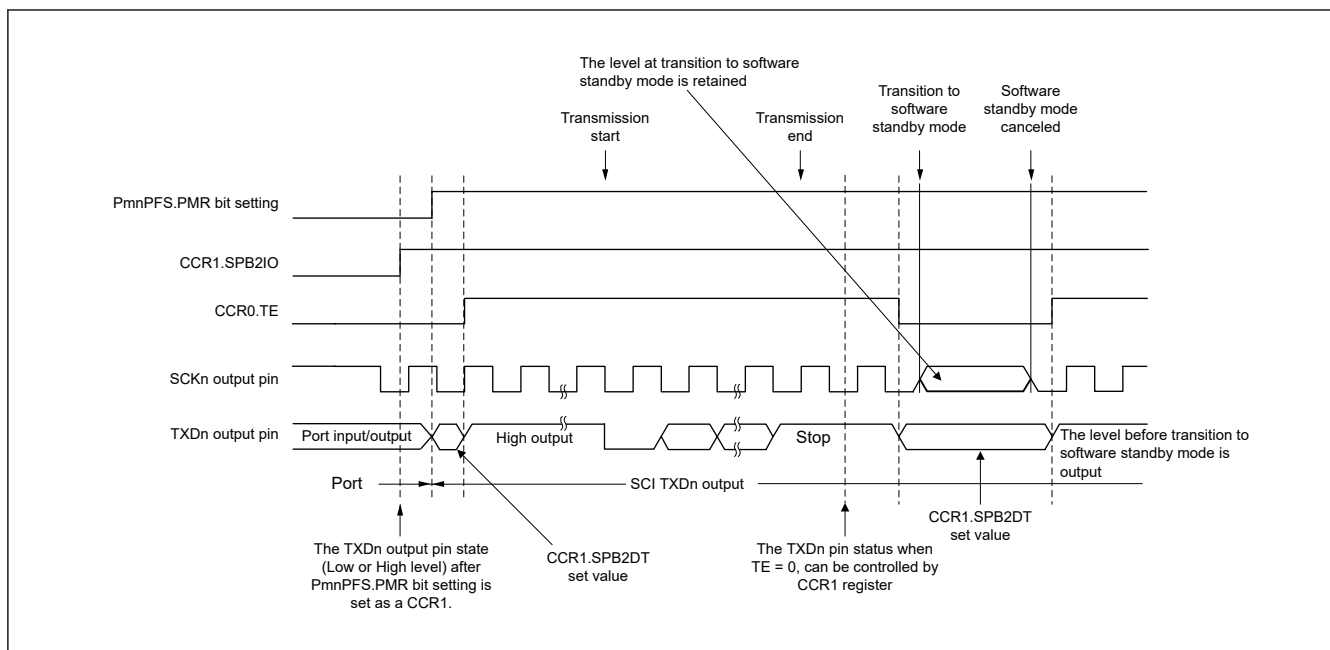 The level at transition to software
standby mode is retained
Transition to
software
standby mode
Software
standby mode
canceled
Transmission
start
Transmission
end
PmnPFS.PMR bit setting
CCR1.SPB2IO
CCR0.TE
SCKn output pin
TXDn output pin
Port input/output
High output
Stop
The level before transition to
software standby mode is
output
Port
SCI TXDn output
The TXDn output pin state
(Low or High level) after
PmnPFS.PMR bit setting is
set as a CCR1.
CCR1.SPB2DT
set value
The TXDn pin status when
TE = 0, can be controlled by
CCR1 register
CCR1.SPB2DT
set value